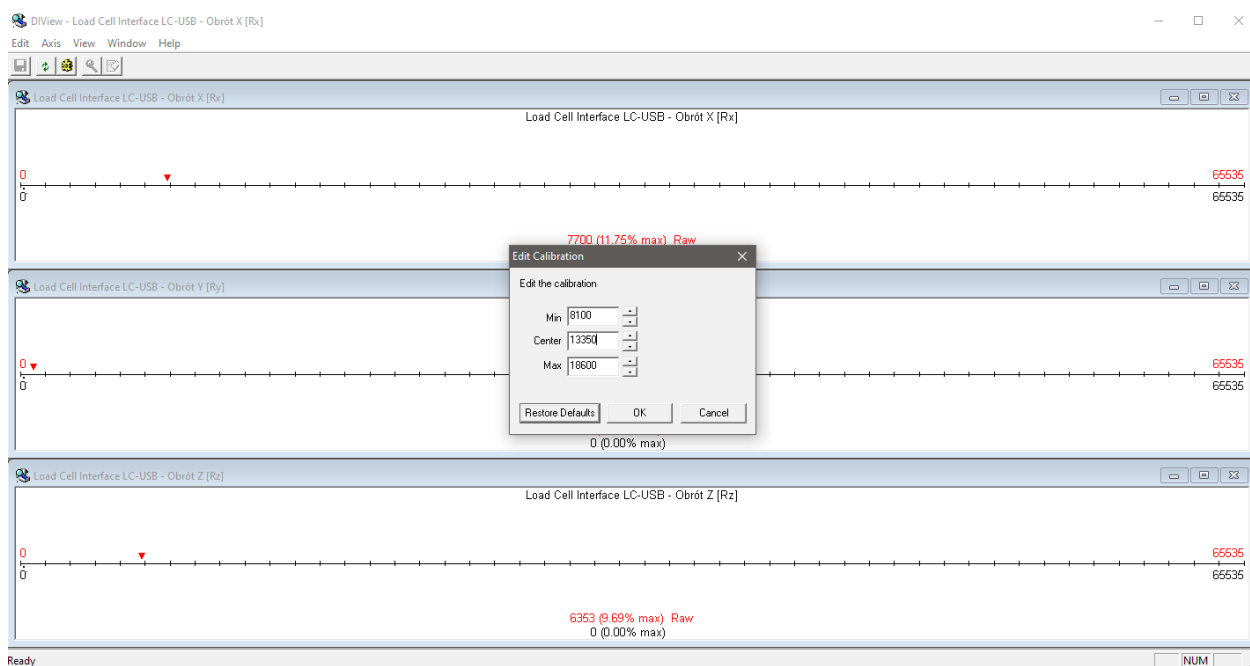 DIView - Load Cell Interface LC-USB - Obrót X [Rx]
Edit Axis View Window Help
Load Cell Interface LC-USB - Obrót X [Rx]
Load Cell Interface LC-USB - Obrót X [Rx]
0 65535
0 65535
7700 (11.75% max) Raw
Edit Calibration
Edit the calibration
Min 8100
Center 13350
Max 18600
Restore Defaults OK Cancel
Load Cell Interface LC-USB - Obrót Y [Ry]
0 65535
0 65535
0 (0.00% max)
Load Cell Interface LC-USB - Obrót Z [Rz]
Load Cell Interface LC-USB - Obrót Z [Rz]
0 65535
0 65535
6353 (9.69% max) Raw
0 (0.00% max)
Ready NUM